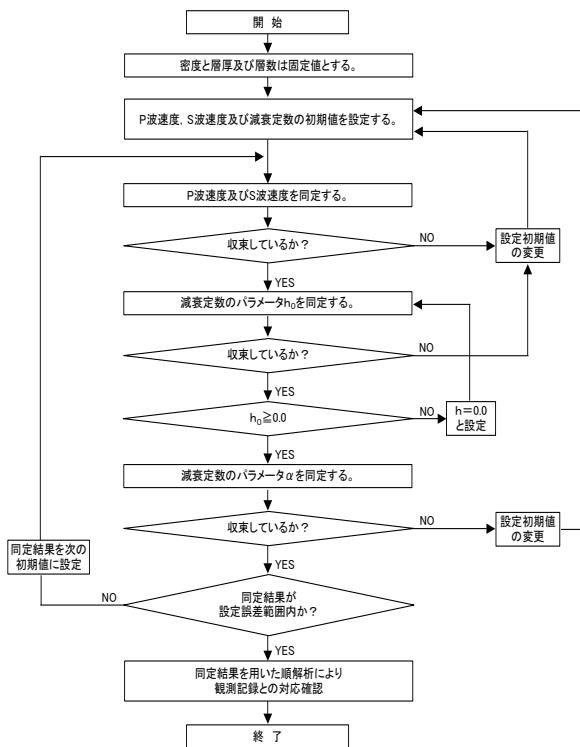 開 始
密度と層厚及び層数は固定値とする。
P波速度、S波速度及び減衰定数の初期値を設定する。
P波速度及びS波速度を同定する。
収束しているか？
NO
設定初期値
の変更
YES
減衰定数のパラメータh₀を同定する。
収束しているか？
NO
YES
h₀≧0.0
NO
h＝0.0
と設定
YES
減衰定数のパラメータαを同定する。
収束しているか？
NO
設定初期値
の変更
YES
同定結果を次の
初期値に設定
NO
同定結果が
設定誤差範囲内か？
YES
同定結果を用いた順解析により
観測記録との対応確認
終 了